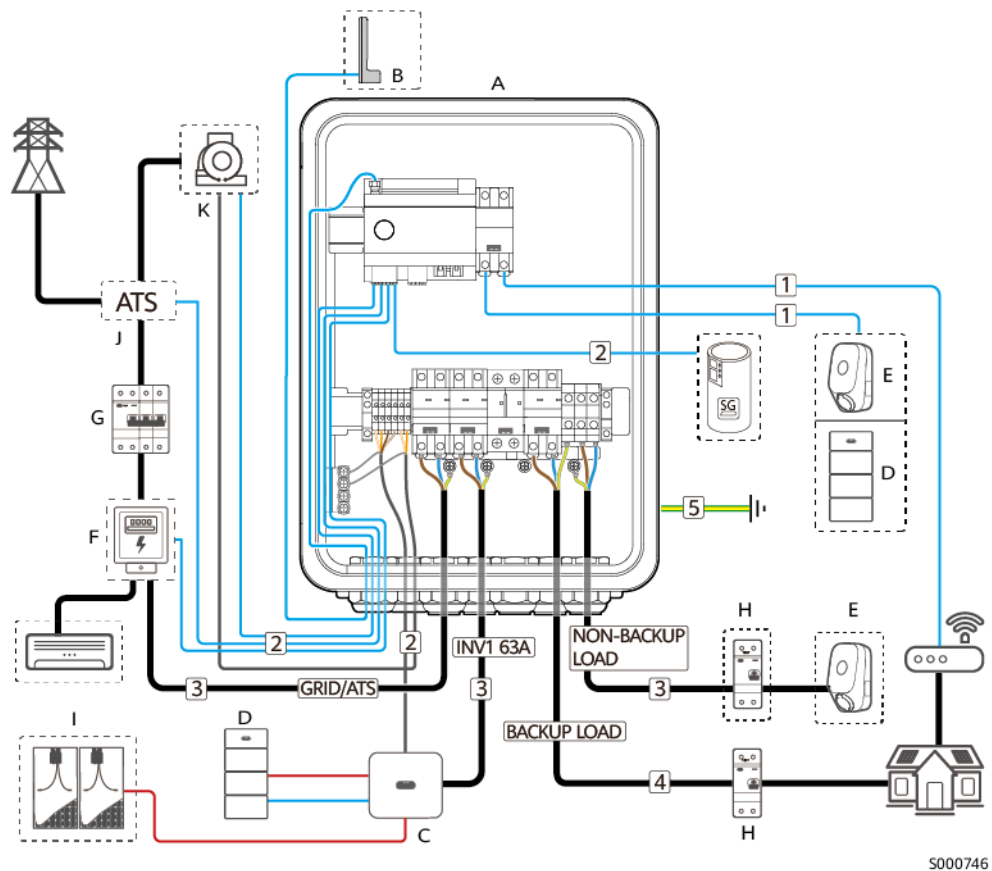 B
A
K
1
ATS
J
1
E
2
SG
G
D
5
F
H
E
2
2
INV1 63A
NON-BACKUP
LOAD
3
GRID/ATS
3
3
I
D
BACKUP LOAD
4
C
H
S000746